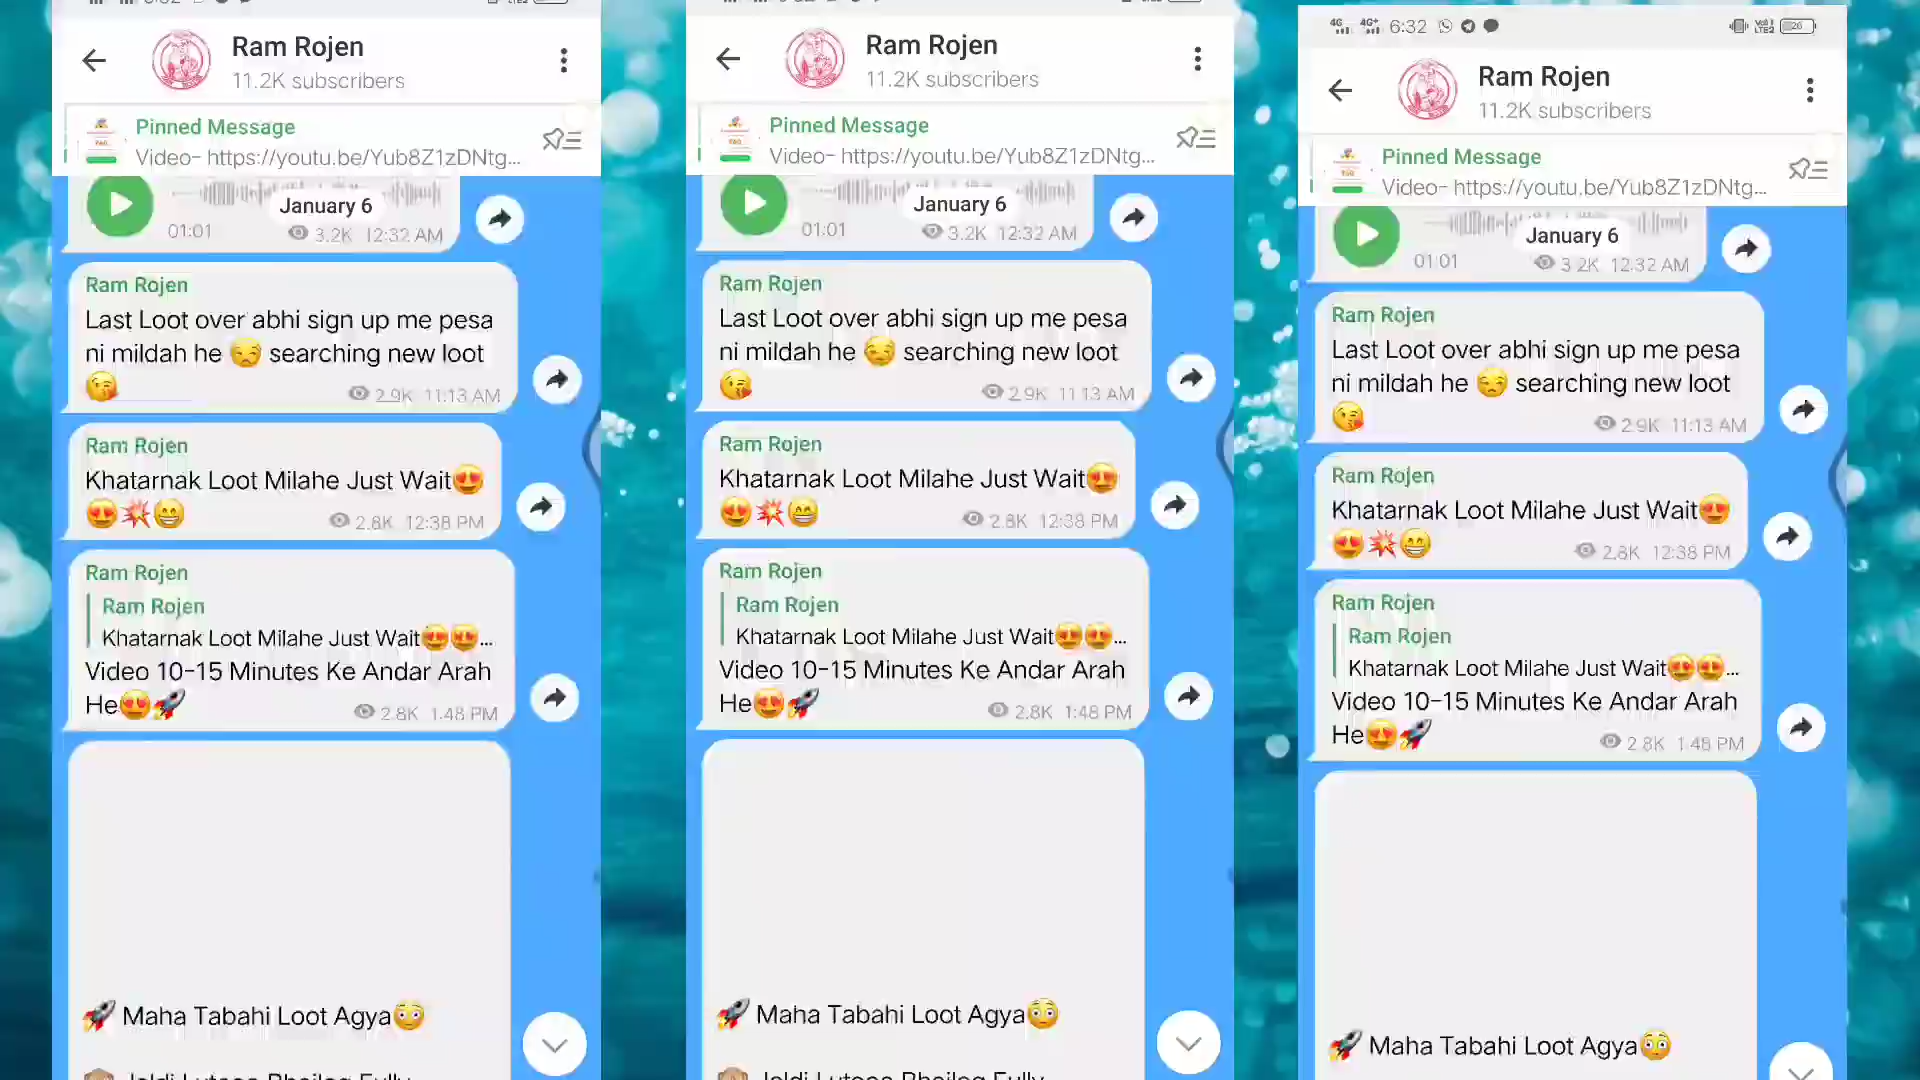 Ram Rojen
11.2K subscribers
Pinned Message
Video- https://youtu.be/Yub8Z1zDNtg...
January 6
01:01 3.2K 12:32 AM
Ram Rojen
Last Loot over abhi sign up me pesa
ni mildah he 😒 searching new loot
😘 2.9K 11:13 AM
Ram Rojen
Khatarnak Loot Milahe Just Wait😍
😍💥😁 2.8K 12:38 PM
Ram Rojen
Ram Rojen
Khatarnak Loot Milahe Just Wait😍😍...
Video 10-15 Minutes Ke Andar Arah
He😍🚀 2.8K 1:48 PM
🚀 Maha Tabahi Loot Agya😳
Ram Rojen
11.2K subscribers
Pinned Message
Video- https://youtu.be/Yub8Z1zDNtg...
January 6
01:01 3.2K 12:32 AM
Ram Rojen
Last Loot over abhi sign up me pesa
ni mildah he 😒 searching new loot
😘 2.9K 11:13 AM
Ram Rojen
Khatarnak Loot Milahe Just Wait😍
😍💥😁 2.8K 12:38 PM
Ram Rojen
Ram Rojen
Khatarnak Loot Milahe Just Wait😍😍...
Video 10-15 Minutes Ke Andar Arah
He😍🚀 2.8K 1:48 PM
🚀 Maha Tabahi Loot Agya😳
4G 4G+ 6:32 26
Ram Rojen
11.2K subscribers
Pinned Message
Video- https://youtu.be/Yub8Z1zDNtg...
January 6
01:01 3.2K 12:32 AM
Ram Rojen
Last Loot over abhi sign up me pesa
ni mildah he 😒 searching new loot
😘 2.9K 11:13 AM
Ram Rojen
Khatarnak Loot Milahe Just Wait😍
😍💥😁 2.8K 12:38 PM
Ram Rojen
Ram Rojen
Khatarnak Loot Milahe Just Wait😍😍...
Video 10-15 Minutes Ke Andar Arah
He😍🚀 2.8K 1:48 PM
🚀 Maha Tabahi Loot Agya😳